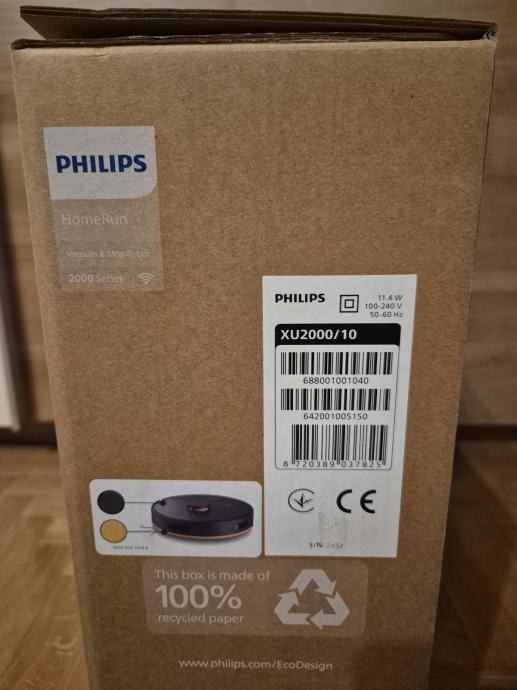 PHILIPS
HomeRun
Vacuum & Mop Robot
2000 Series
PHILIPS
11.4 W
100-240 V
50-60 Hz
XU2000/10
688001001040
642001005150
8 720389 037825
CE
S/N:
This box is made of
100%
recycled paper
www.philips.com/EcoDesign